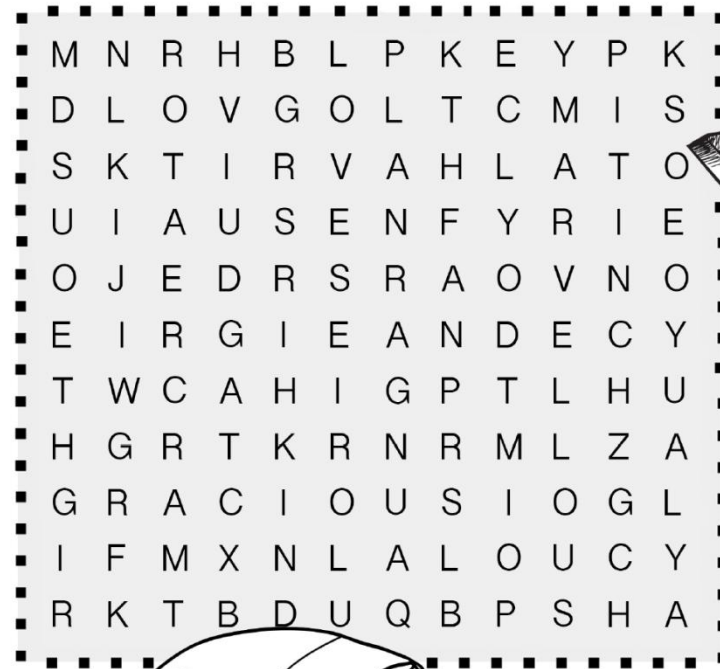 M N R H B L P K E Y P K
D L O V G O L T C M I S
S K T I R V A H L A T O
U I A U S E N F Y R I E
O J E D R S R A O V N O
E I R G I E A N D E C Y
T W C A H I G P T L H U
H G R T K R N R M L Z A
G R A C I O U S I O G L
I F M X N L A L O U C Y
R K T B D U Q B P S H A